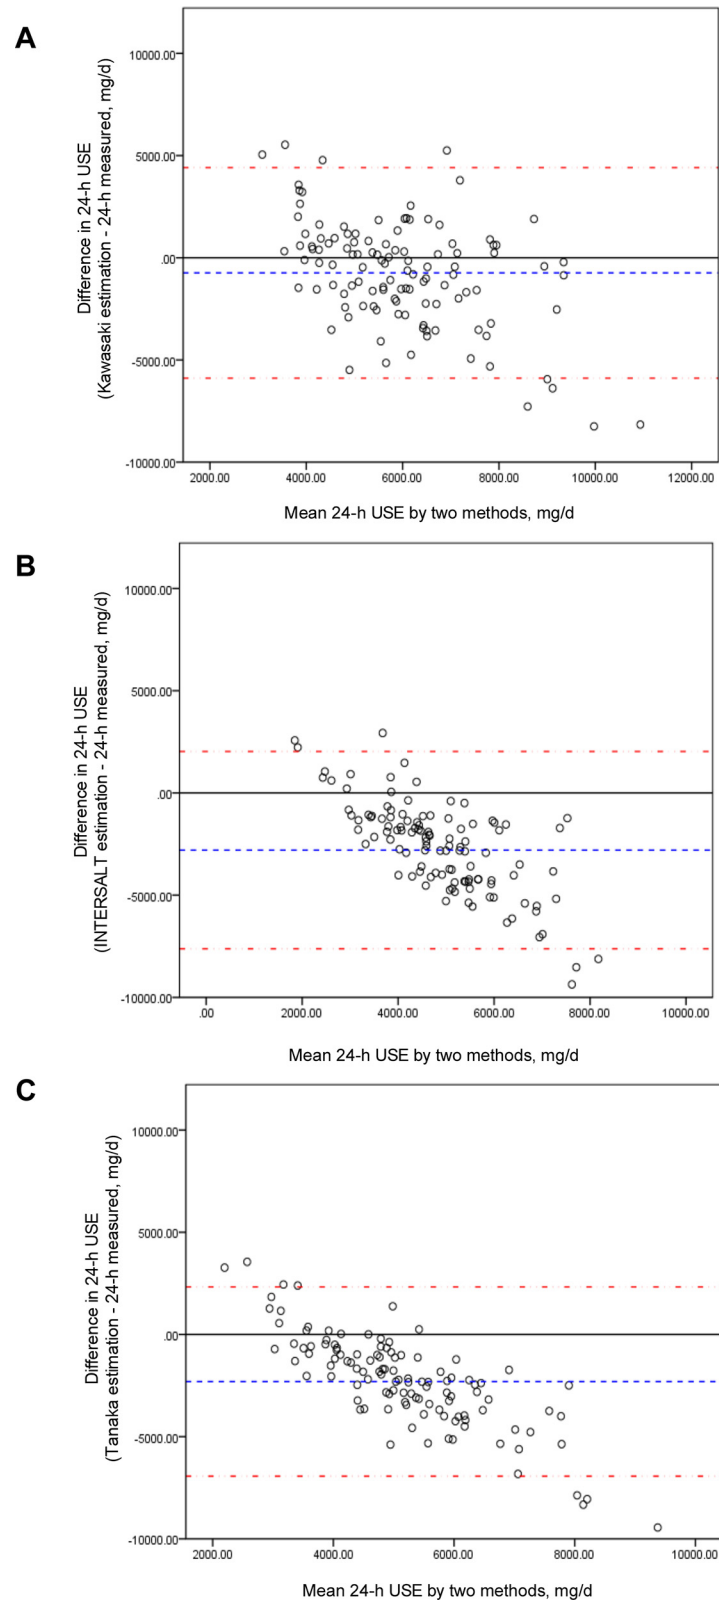 A
Difference in 24-h USE
(Kawasaki estimation - 24-h measured, mg/d)
10000.00
5000.00
.00
-5000.00
-10000.00
2000.00 4000.00 6000.00 8000.00 10000.00 12000.00
Mean 24-h USE by two methods, mg/d
B
Difference in 24-h USE
(INTERSALT estimation - 24-h measured, mg/d)
10000.00
5000.00
.00
-5000.00
-10000.00
.00 2000.00 4000.00 6000.00 8000.00 10000.00
Mean 24-h USE by two methods, mg/d
C
Difference in 24-h USE
(Tanaka estimation - 24-h measured, mg/d)
10000.00
5000.00
.00
-5000.00
-10000.00
2000.00 4000.00 6000.00 8000.00 10000.00
Mean 24-h USE by two methods, mg/d